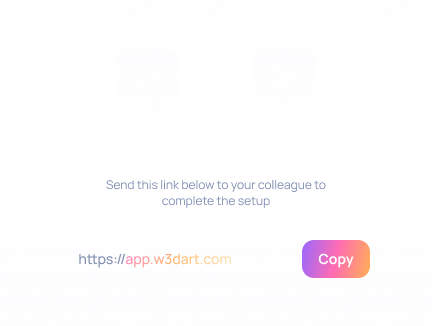 Send this link below to your colleague to
complete the setup
https://app.w3dart.com
Copy